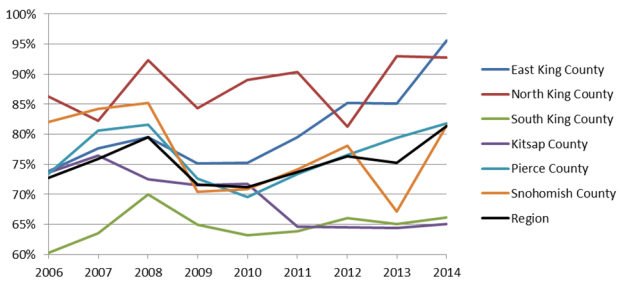 100%
95%
90%
85%
80%
75%
70%
65%
60%
2006 2007 2008 2009 2010 2011 2012 2013 2014
East King County
North King County
South King County
Kitsap County
Pierce County
Snohomish County
Region